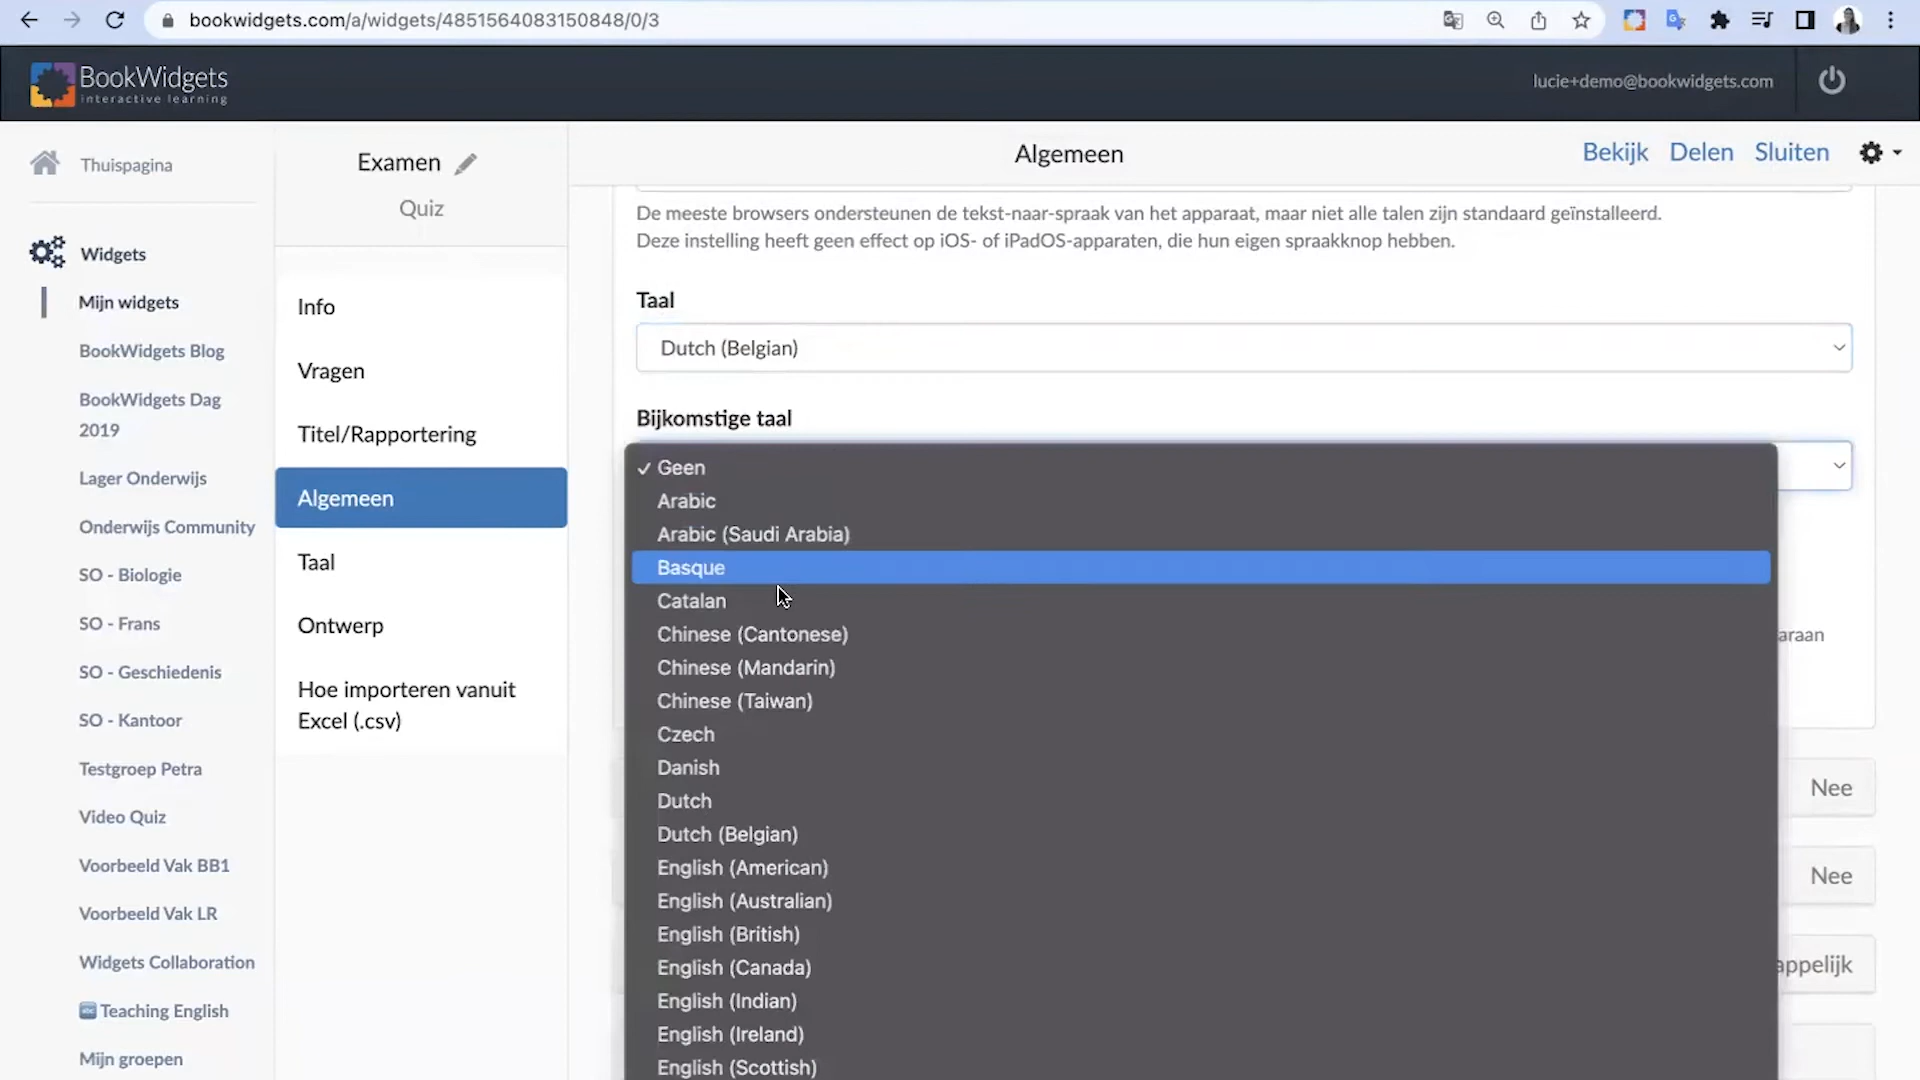 bookwidgets.com/a/widgets/4851564083150848/0/3
BookWidgets
interactive learning
lucie+demo@bookwidgets.com
Thuispagina
Widgets
Mijn widgets
BookWidgets Blog
BookWidgets Dag
2019
Lager Onderwijs
Onderwijs Community
SO - Biologie
SO - Frans
SO - Geschiedenis
SO - Kantoor
Testgroep Petra
Video Quiz
Voorbeeld Vak BB1
Voorbeeld Vak LR
Widgets Collaboration
Teaching English
Mijn groepen
Examen
Quiz
Info
Vragen
Titel/Rapportering
Algemeen
Taal
Ontwerp
Hoe importeren vanuit
Excel (.csv)
Algemeen
Bekijk Delen Sluiten
De meeste browsers ondersteunen de tekst-naar-spraak van het apparaat, maar niet alle talen zijn standaard geïnstalleerd.
Deze instelling heeft geen effect op iOS- of iPadOS-apparaten, die hun eigen spraakknop hebben.
Taal
Dutch (Belgian)
Bijkomstige taal
✓ Geen
Arabic
Arabic (Saudi Arabia)
Basque
Catalan
Chinese (Cantonese)
Chinese (Mandarin)
Chinese (Taiwan)
Czech
Danish
Dutch
Dutch (Belgian)
English (American)
English (Australian)
English (British)
English (Canada)
English (Indian)
English (Ireland)
English (Scottish)
araan
Nee
Nee
appelijk